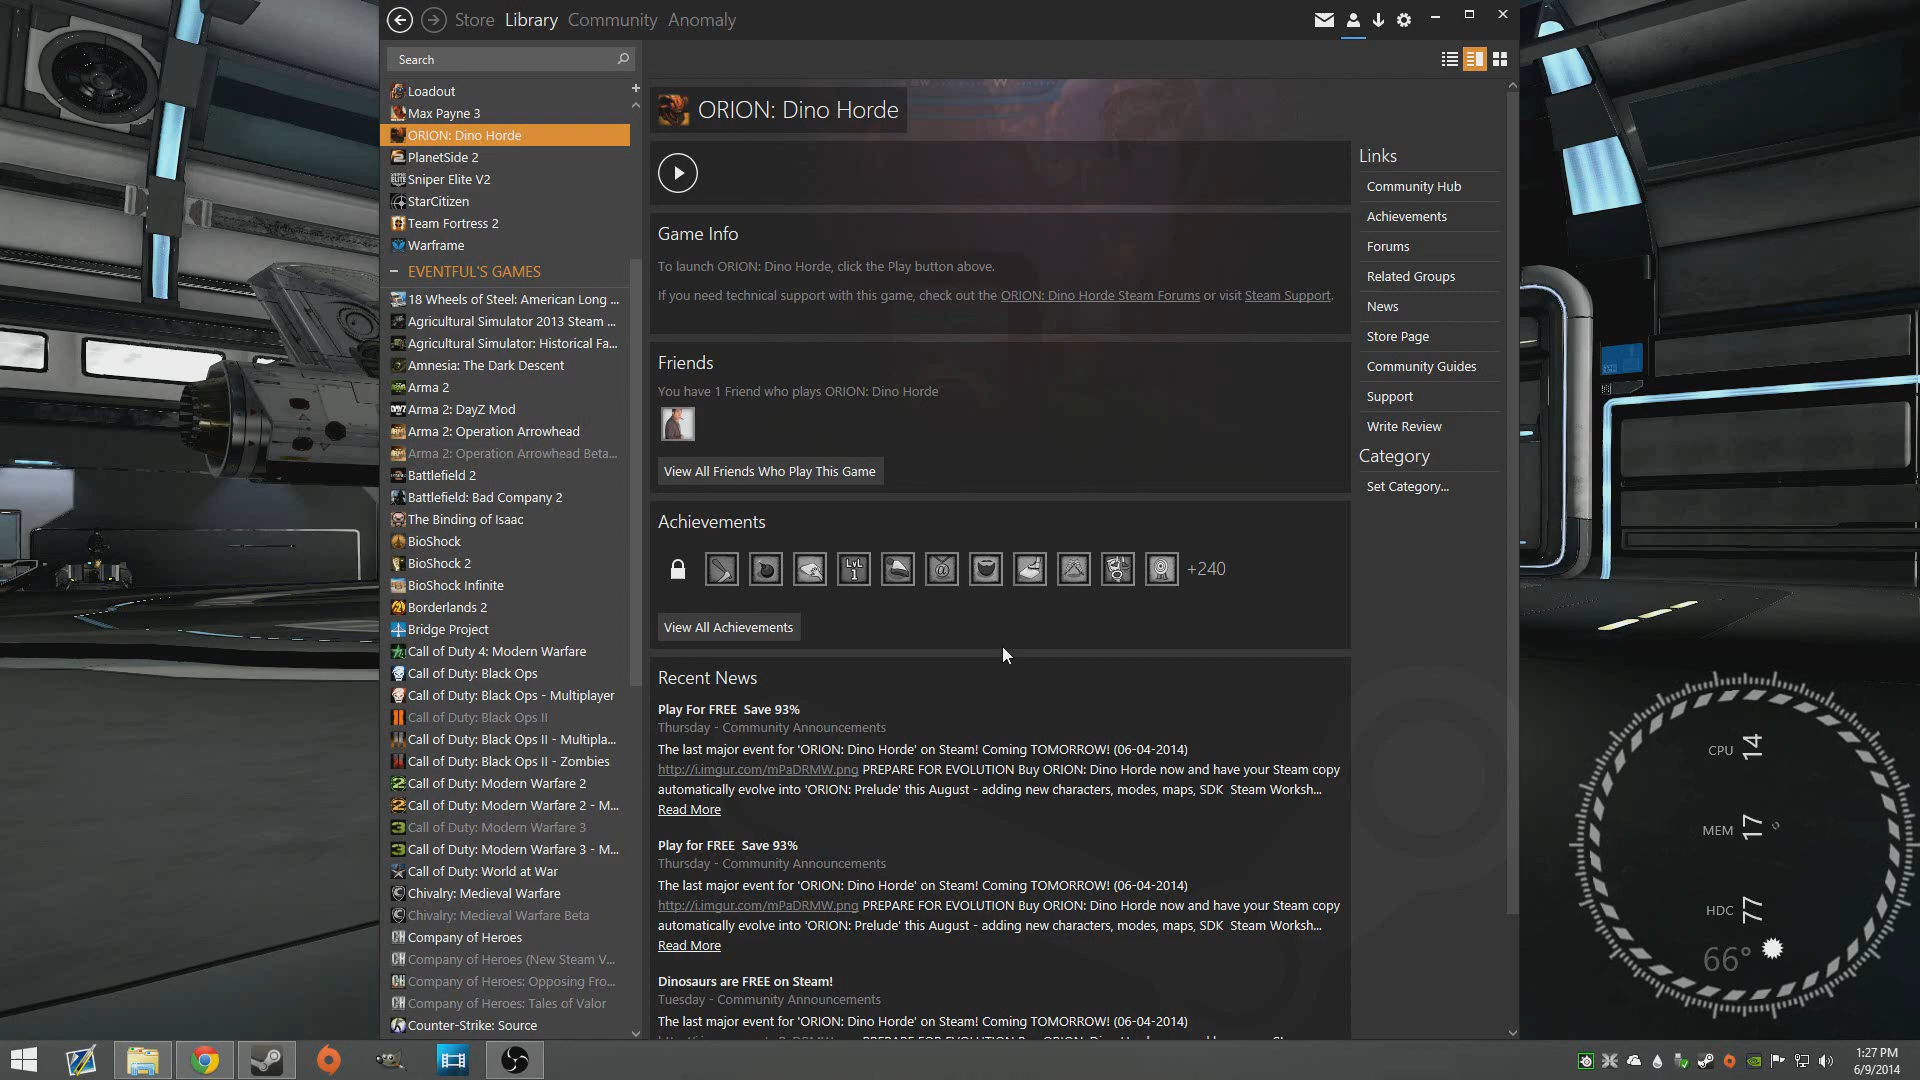 Store Library Community Anomaly
Search
Loadout
Max Payne 3
ORION: Dino Horde
PlanetSide 2
Sniper Elite V2
StarCitizen
Team Fortress 2
Warframe
EVENTFUL'S GAMES
18 Wheels of Steel: American Long ...
Agricultural Simulator 2013 Steam ...
Agricultural Simulator: Historical Fa...
Amnesia: The Dark Descent
Arma 2
Arma 2: DayZ Mod
Arma 2: Operation Arrowhead
Arma 2: Operation Arrowhead Beta...
Battlefield 2
Battlefield: Bad Company 2
The Binding of Isaac
BioShock
BioShock 2
BioShock Infinite
Borderlands 2
Bridge Project
Call of Duty 4: Modern Warfare
Call of Duty: Black Ops
Call of Duty: Black Ops - Multiplayer
Call of Duty: Black Ops II
Call of Duty: Black Ops II - Multipla...
Call of Duty: Black Ops II - Zombies
Call of Duty: Modern Warfare 2
Call of Duty: Modern Warfare 2 - M...
Call of Duty: Modern Warfare 3
Call of Duty: Modern Warfare 3 - M...
Call of Duty: World at War
Chivalry: Medieval Warfare
Chivalry: Medieval Warfare Beta
Company of Heroes
Company of Heroes (New Steam V...
Company of Heroes: Opposing Fro...
Company of Heroes: Tales of Valor
Counter-Strike: Source
ORION: Dino Horde
Game Info
To launch ORION: Dino Horde, click the Play button above.
If you need technical support with this game, check out the ORION: Dino Horde Steam Forums or visit Steam Support.
Friends
You have 1 Friend who plays ORION: Dino Horde
View All Friends Who Play This Game
Achievements
LVL
1
+240
View All Achievements
Recent News
Play For FREE Save 93%
Thursday - Community Announcements
The last major event for 'ORION: Dino Horde' on Steam! Coming TOMORROW! (06-04-2014)
http://i.imgur.com/mPaDRMW.png PREPARE FOR EVOLUTION Buy ORION: Dino Horde now and have your Steam copy
automatically evolve into 'ORION: Prelude' this August - adding new characters, modes, maps, SDK Steam Worksh...
Read More
Play for FREE Save 93%
Thursday - Community Announcements
The last major event for 'ORION: Dino Horde' on Steam! Coming TOMORROW! (06-04-2014)
http://i.imgur.com/mPaDRMW.png PREPARE FOR EVOLUTION Buy ORION: Dino Horde now and have your Steam copy
automatically evolve into 'ORION: Prelude' this August - adding new characters, modes, maps, SDK Steam Worksh...
Read More
Dinosaurs are FREE on Steam!
Tuesday - Community Announcements
The last major event for 'ORION: Dino Horde' on Steam! Coming TOMORROW! (06-04-2014)
Links
Community Hub
Achievements
Forums
Related Groups
News
Store Page
Community Guides
Support
Write Review
Category
Set Category...
CPU 14
MEM 17
HDC 77
66°
1:27 PM
6/9/2014